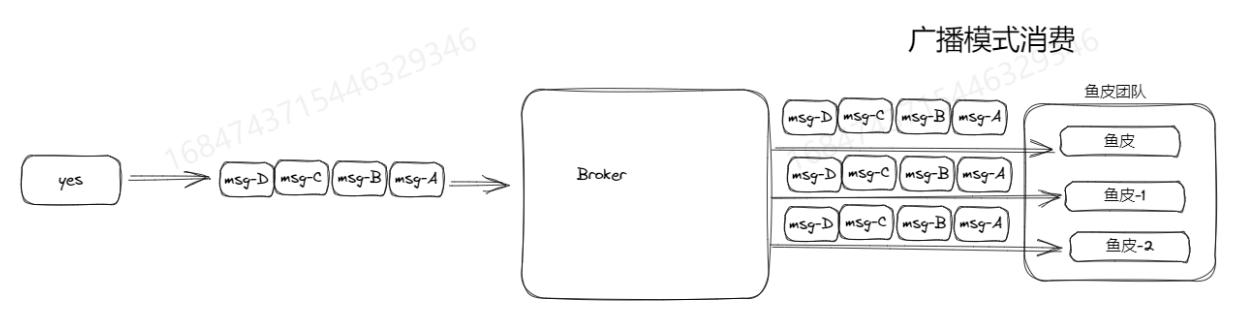 广播模式消费
鱼皮团队
yes
msg-D msg-C msg-B msg-A
Broker
msg-D msg-C msg-B msg-A
鱼皮
msg-D msg-C msg-B msg-A
鱼皮-1
msg-D msg-C msg-B msg-A
鱼皮-2
1684743715446329346
1684743715446329346